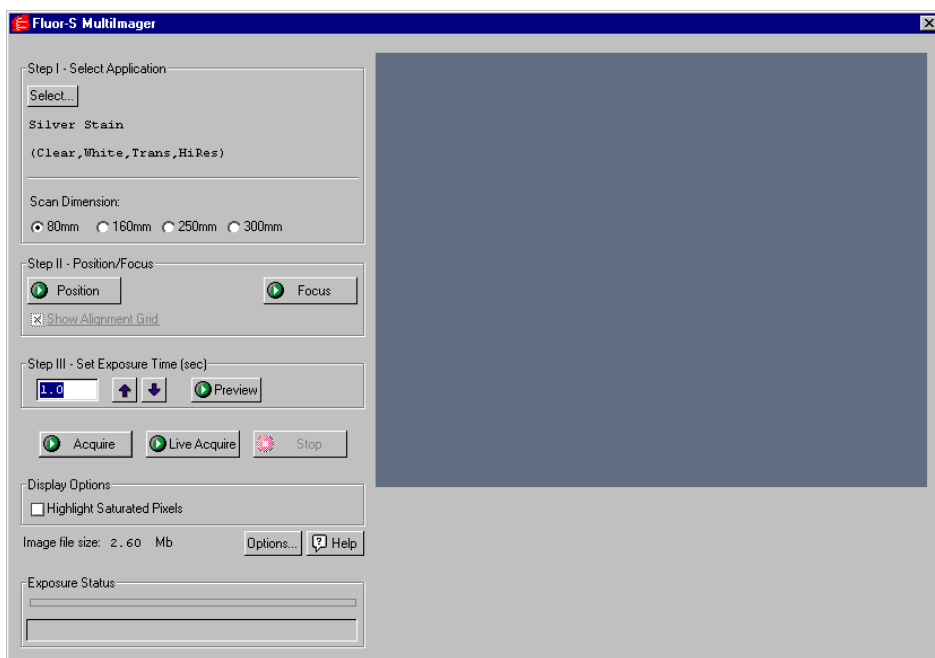 Fluor-S MultiImager
Step I - Select Application
Select...
Silver Stain
(Clear,White,Trans,HiRes)
Scan Dimension:
80mm 160mm 250mm 300mm
Step II - Position/Focus
Position Focus
Show Alignment Grid
Step III - Set Exposure Time (sec)
1.0 Preview
Acquire Live Acquire Stop
Display Options
Highlight Saturated Pixels
Image file size: 2.60 Mb Options... Help
Exposure Status